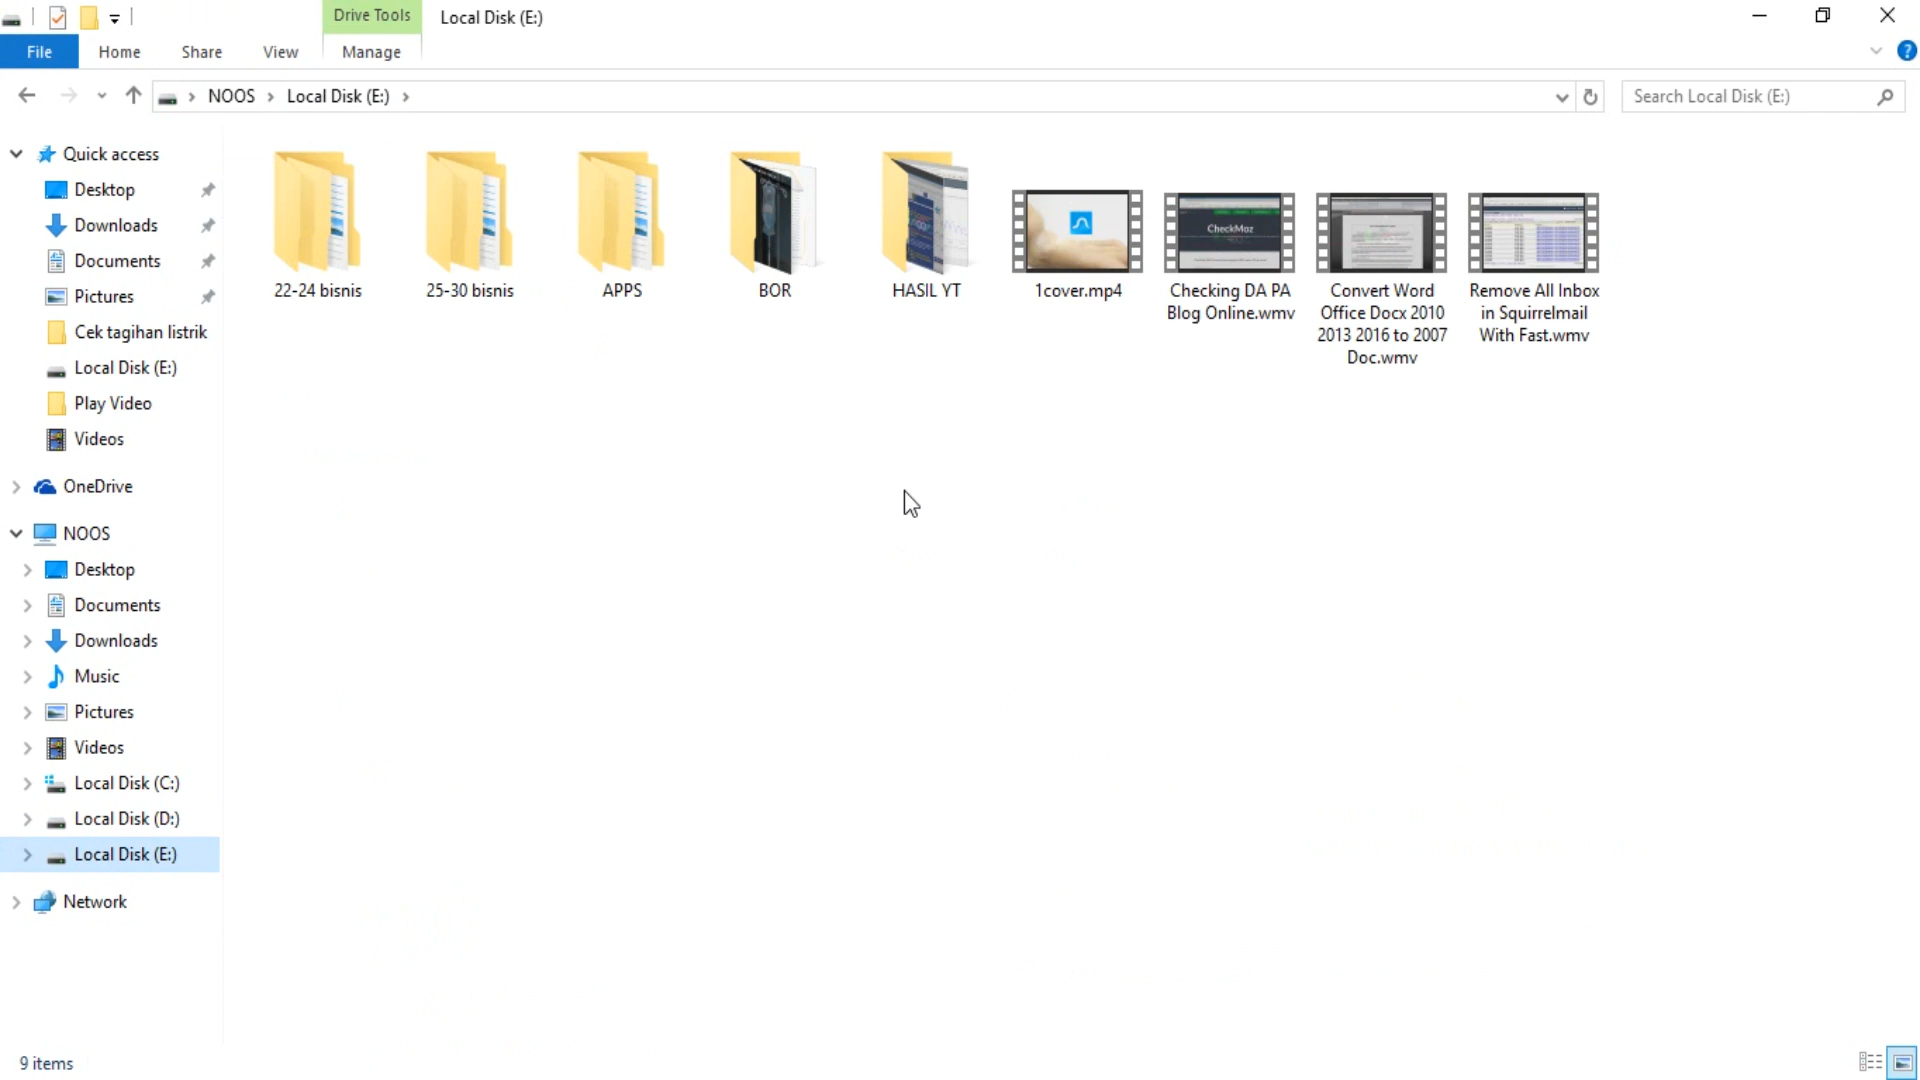 Drive Tools
Local Disk (E:)
File
Home
Share
View
Manage
NOOS
Local Disk (E:)
Search Local Disk (E:)
Quick access
Desktop
Downloads
Documents
Pictures
Cek tagihan listrik
Local Disk (E:)
Play Video
Videos
OneDrive
NOOS
Desktop
Documents
Downloads
Music
Pictures
Videos
Local Disk (C:)
Local Disk (D:)
Local Disk (E:)
Network
22-24 bisnis
25-30 bisnis
APPS
BOR
HASIL YT
1cover.mp4
CheckMoz
Checking DA PA
Blog Online.wmv
Convert Word
Office Docx 2010
2013 2016 to 2007
Doc.wmv
Remove All Inbox
in Squirrelmail
With Fast.wmv
9 items